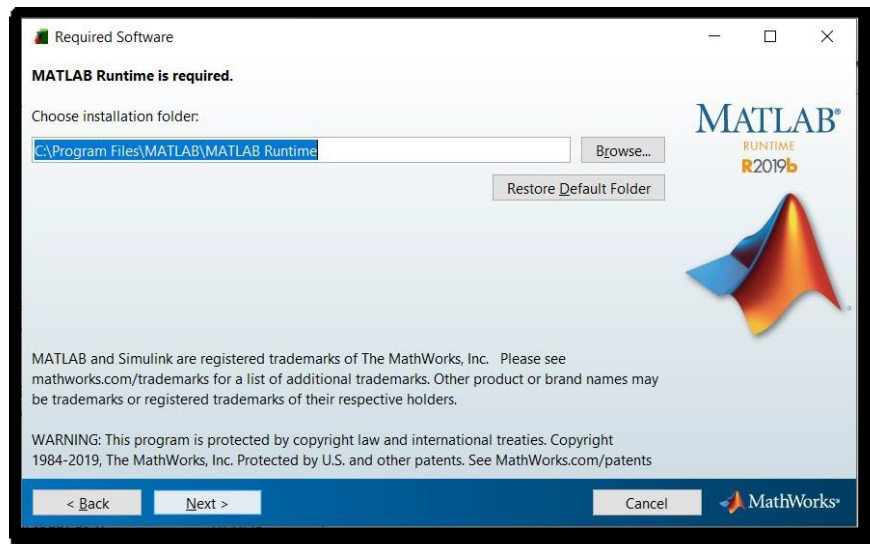 Required Software
MATLAB Runtime is required.
Choose installation folder:
C:\Program Files\MATLAB\MATLAB Runtime
Browse...
Restore Default Folder
MATLAB®
RUNTIME
R2019b
MATLAB and Simulink are registered trademarks of The MathWorks, Inc. Please see
mathworks.com/trademarks for a list of additional trademarks. Other product or brand names may
be trademarks or registered trademarks of their respective holders.
WARNING: This program is protected by copyright law and international treaties. Copyright
1984-2019, The MathWorks, Inc. Protected by U.S. and other patents. See MathWorks.com/patents
< Back
Next >
Cancel
MathWorks®